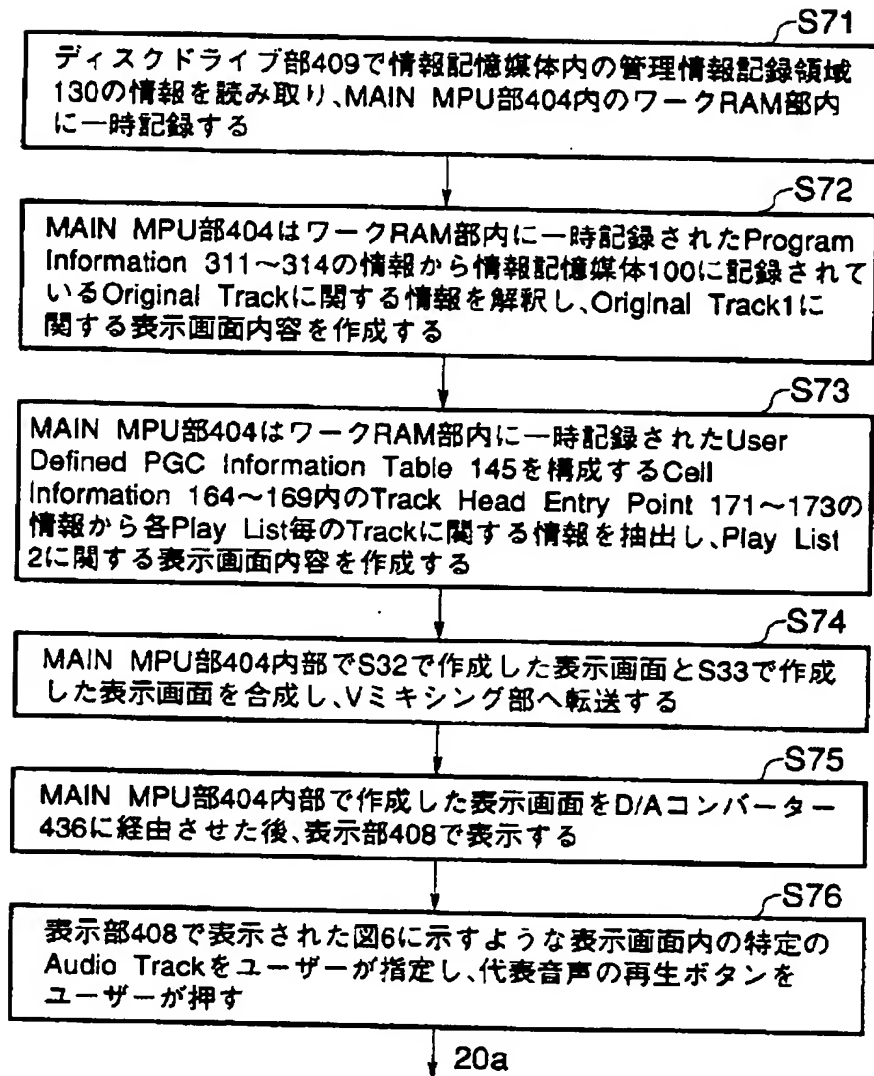 S71
ディスクドライブ部409で情報記憶媒体内の管理情報記録領域
130の情報を読み取り、MAIN MPU部404内のワークRAM部内
に一時記録する
S72
MAIN MPU部404はワークRAM部内に一時記録されたProgram
Information 311～314の情報から情報記憶媒体100に記録されて
いるOriginal Trackに関する情報を解釈し、Original Track1に
関する表示画面内容を作成する
S73
MAIN MPU部404はワークRAM部内に一時記録されたUser
Defined PGC Information Table 145を構成するCell
Information 164～169内のTrack Head Entry Point 171～173の
情報から各Play List毎のTrackに関する情報を抽出し、Play List
2に関する表示画面内容を作成する
S74
MAIN MPU部404内部でS32で作成した表示画面とS33で作成
した表示画面を合成し、Vミキシング部へ転送する
S75
MAIN MPU部404内部で作成した表示画面をD/Aコンバーター
436に経由させた後、表示部408で表示する
S76
表示部408で表示された図6に示すような表示画面内の特定の
Audio Trackをユーザーが指定し、代表音声の再生ボタンを
ユーザーが押す
20a